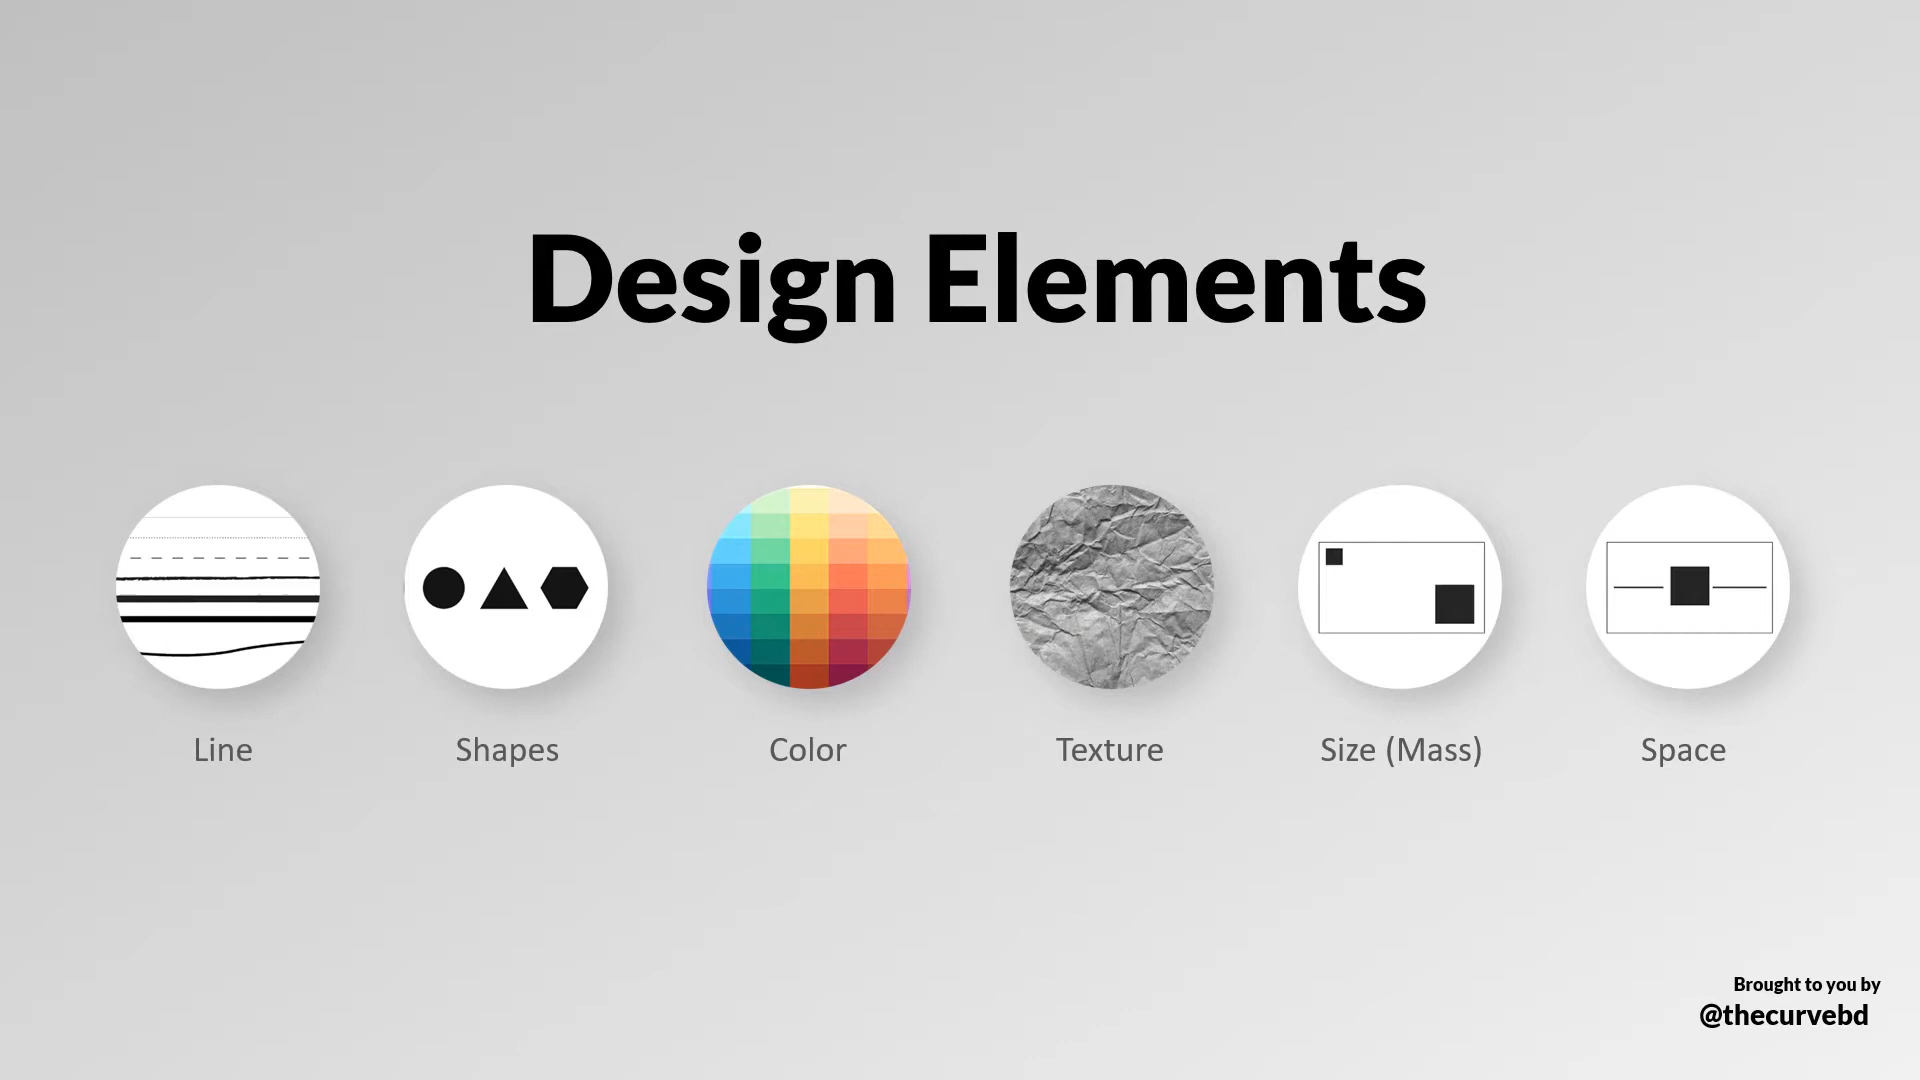 Design Elements
Line
Shapes
Color
Texture
Size (Mass)
Space
Brought to you by
@thecurvebd